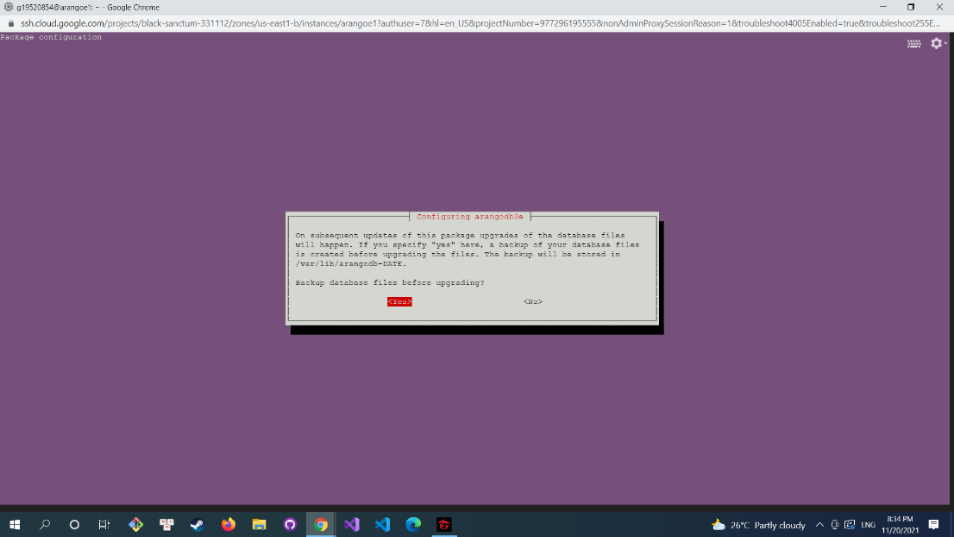 g19520854@arangoe1: ~ - Google Chrome
ssh.cloud.google.com/projects/black-sanctum-331112/zones/us-east1-b/instances/arangoe1?authuser=7&hl=en_US&projectNumber=977296195555&nonAdminProxySessionReason=1&troubleshoot4005Enabled=true&troubleshoot255E...
Package configuration
Configuring arangodb3e
On subsequent updates of this package upgrades of the database files
will happen. If you specify "yes" here, a backup of your database files
is created before upgrading the files. The backup will be stored in
/var/lib/arangodb-DATE.
Backup database files before upgrading?
<Yes> <No>
26°C Partly cloudy
ENG
8:34 PM
11/20/2021